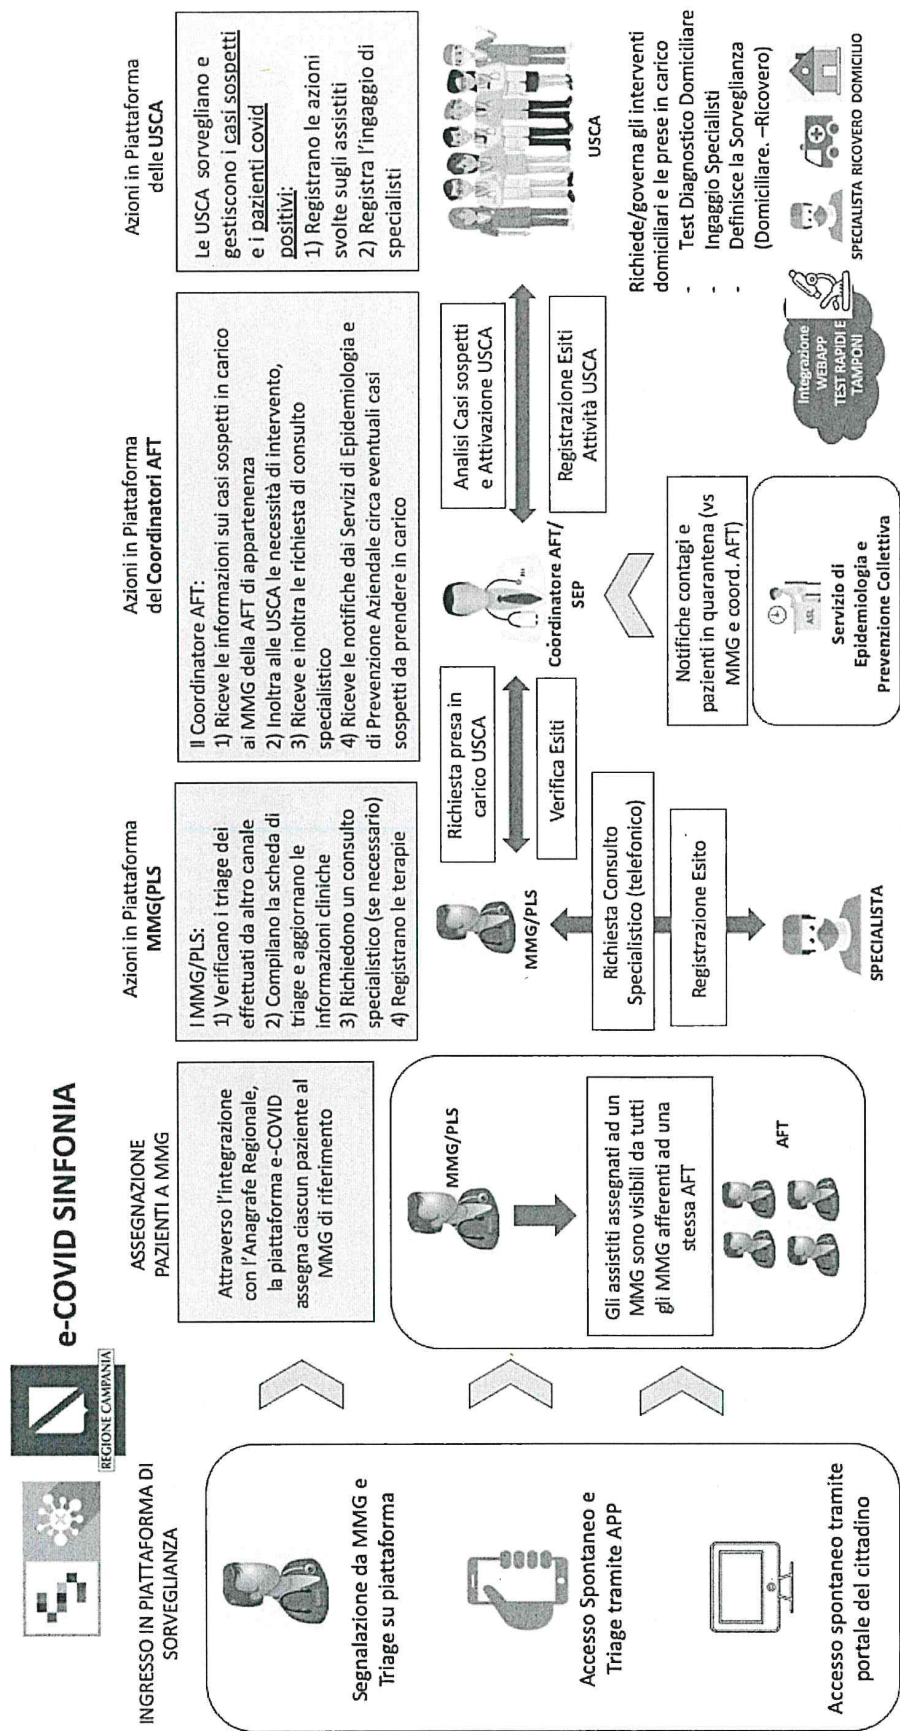 e-COVID SINFONIA
REGIONE CAMPANIA
INGRESSO IN PIATTAFORMA DI
SORVEGLIANZA
Segnalazione da MMG e
Triage su piattaforma
Accesso Spontaneo e
Triage tramite APP
Accesso spontaneo tramite
portale del cittadino
ASSEGNAZIONE
PAZIENTI A MMG
Attraverso l'integrazione
con l'Anagrafe Regionale,
la piattaforma e-COVID
assegna ciascun paziente al
MMG di riferimento
MMG/PLS
Gli assistiti assegnati ad un
MMG sono visibili da tutti
gli MMG afferenti ad una
stessa AFT
AFT
Azioni in Piattaforma
MMG(PLS
I MMG/PLS:
1) Verificano i triage dei
effettuati da altro canale
2) Compilano la scheda di
triage e aggiornano le
informazioni cliniche
3) Richiedono un consulto
specialistico (se necessario)
4) Registrano le terapie
MMG/PLS
Richiesta presa in
carico USCA
Verifica Esiti
Richiesta Consulto
Specialistico (telefonico)
Registrazione Esito
SPECIALISTA
Azioni in Piattaforma
del Coordinatori AFT
Il Coordinatore AFT:
1) Riceve le informazioni sui casi sospetti in carico
ai MMG della AFT di appartenenza
2) Inoltra alle USCA le necessità di intervento,
3) Riceve e inoltra le richiesta di consulto
specialistico
4) Riceve le notifiche dai Servizi di Epidemiologia e
di Prevenzione Aziendale circa eventuali casi
sospetti da prendere in carico
Coordinatore AFT/
SEP
Analisi Casi sospetti
e Attivazione USCA
Registrazione Esiti
Attività USCA
Notifiche contagi e
pazienti in quarantena (vs
MMG e coord. AFT)
ASL
Servizio di
Epidemiologia e
Prevenzione Collettiva
Azioni in Piattaforma
delle USCA
Le USCA sorvegliano e
gestiscono i casi sospetti
e i pazienti covid
positivi:
1) Registrano le azioni
svolte sugli assistiti
2) Registra l'ingaggio di
specialisti
USCA
Richiede/governa gli interventi
domiciliari e le prese in carico
- Test Diagnostico Domiciliare
- Ingaggio Specialisti
- Definisce la Sorveglianza
(Domiciliare. –Ricovero)
Integrazione
WEBAPP
TEST RAPIDI E
TAMPONI
SPECIALISTA RICOVERO DOMICILIO